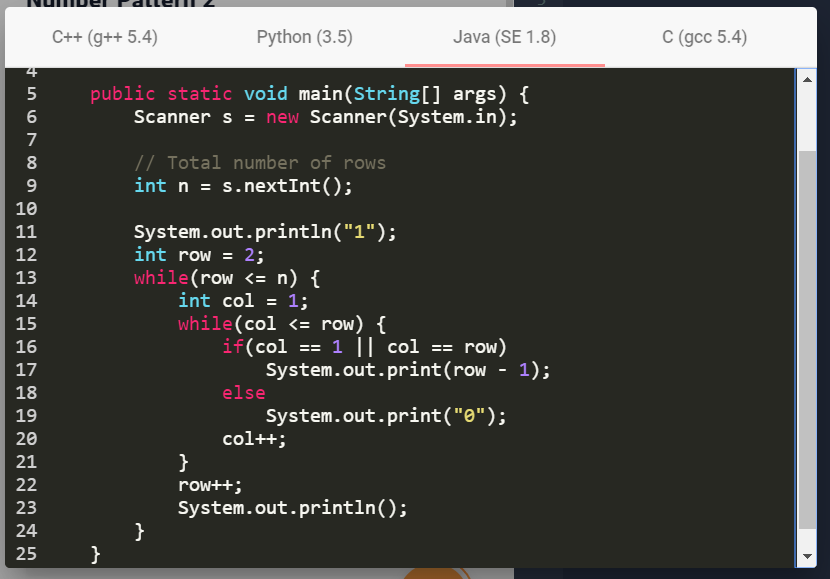 Number Pattern 2
C++ (g++ 5.4) Python (3.5) Java (SE 1.8) C (gcc 5.4)
4
5 public static void main(String[] args) {
6 Scanner s = new Scanner(System.in);
7
8 // Total number of rows
9 int n = s.nextInt();
10
11 System.out.println("1");
12 int row = 2;
13 while(row <= n) {
14 int col = 1;
15 while(col <= row) {
16 if(col == 1 || col == row)
17 System.out.print(row - 1);
18 else
19 System.out.print("0");
20 col++;
21 }
22 row++;
23 System.out.println();
24 }
25 }